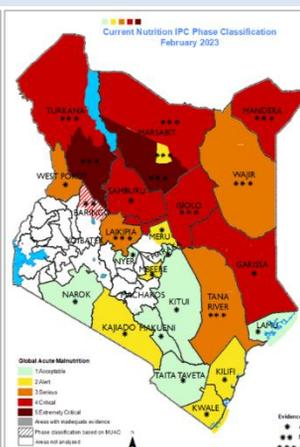 Current Nutrition IPC Phase Classification
February 2023
TURKANA
MANDERA
MARSABIT
WAJIR
WEST POKOT
SAMBURU
BARINGO
ISIOLO
LAIKIPIA
MERU
GARISSA
NYERI
MBEERE
NAROK
MACHAKOS
KITUI
TANA
RIVER
LAMU
KAJIADO
MAKUENI
TAITA TAVETA
KILIFI
KWALE
Global Acute Malnutrition
1:Acceptable
2:Alert
3:Serious
4:Critical
5:Extremely Critical
Areas with inadequate evidence
Phase classification based on MUAC
Areas not analysed
Evidence